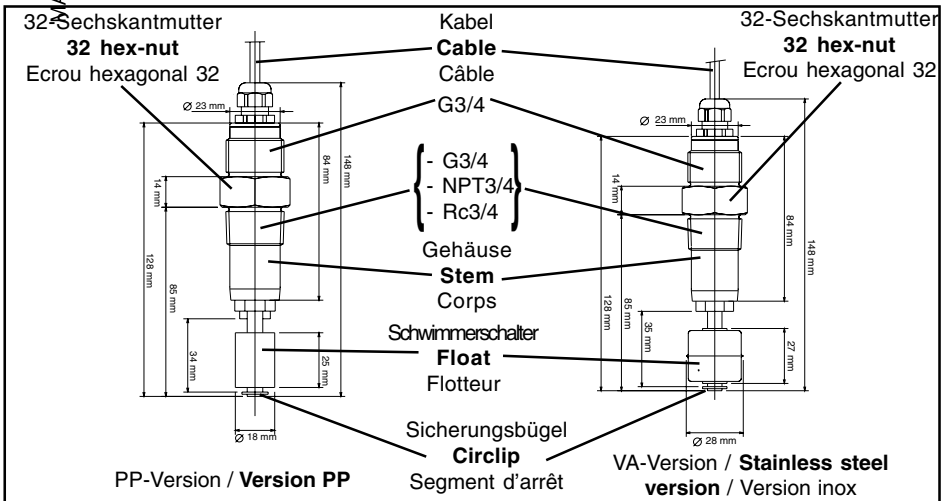 32-Sechskantmutter
32 hex-nut
Ecrou hexagonal 32
Kabel
Cable
Câble
32-Sechskantmutter
32 hex-nut
Ecrou hexagonal 32
G3/4
- G3/4
- NPT3/4
- Rc3/4
Gehäuse
Stem
Corps
Schwimmerschalter
Float
Flotteur
Sicherungsbügel
Circlip
Segment d'arrêt
Ø 23 mm
14 mm
128 mm
85 mm
34 mm
84 mm
148 mm
25 mm
Ø 18 mm
PP-Version / Version PP
Ø 23 mm
14 mm
128 mm
85 mm
35 mm
84 mm
148 mm
27 mm
Ø 28 mm
VA-Version / Stainless steel
version / Version inox